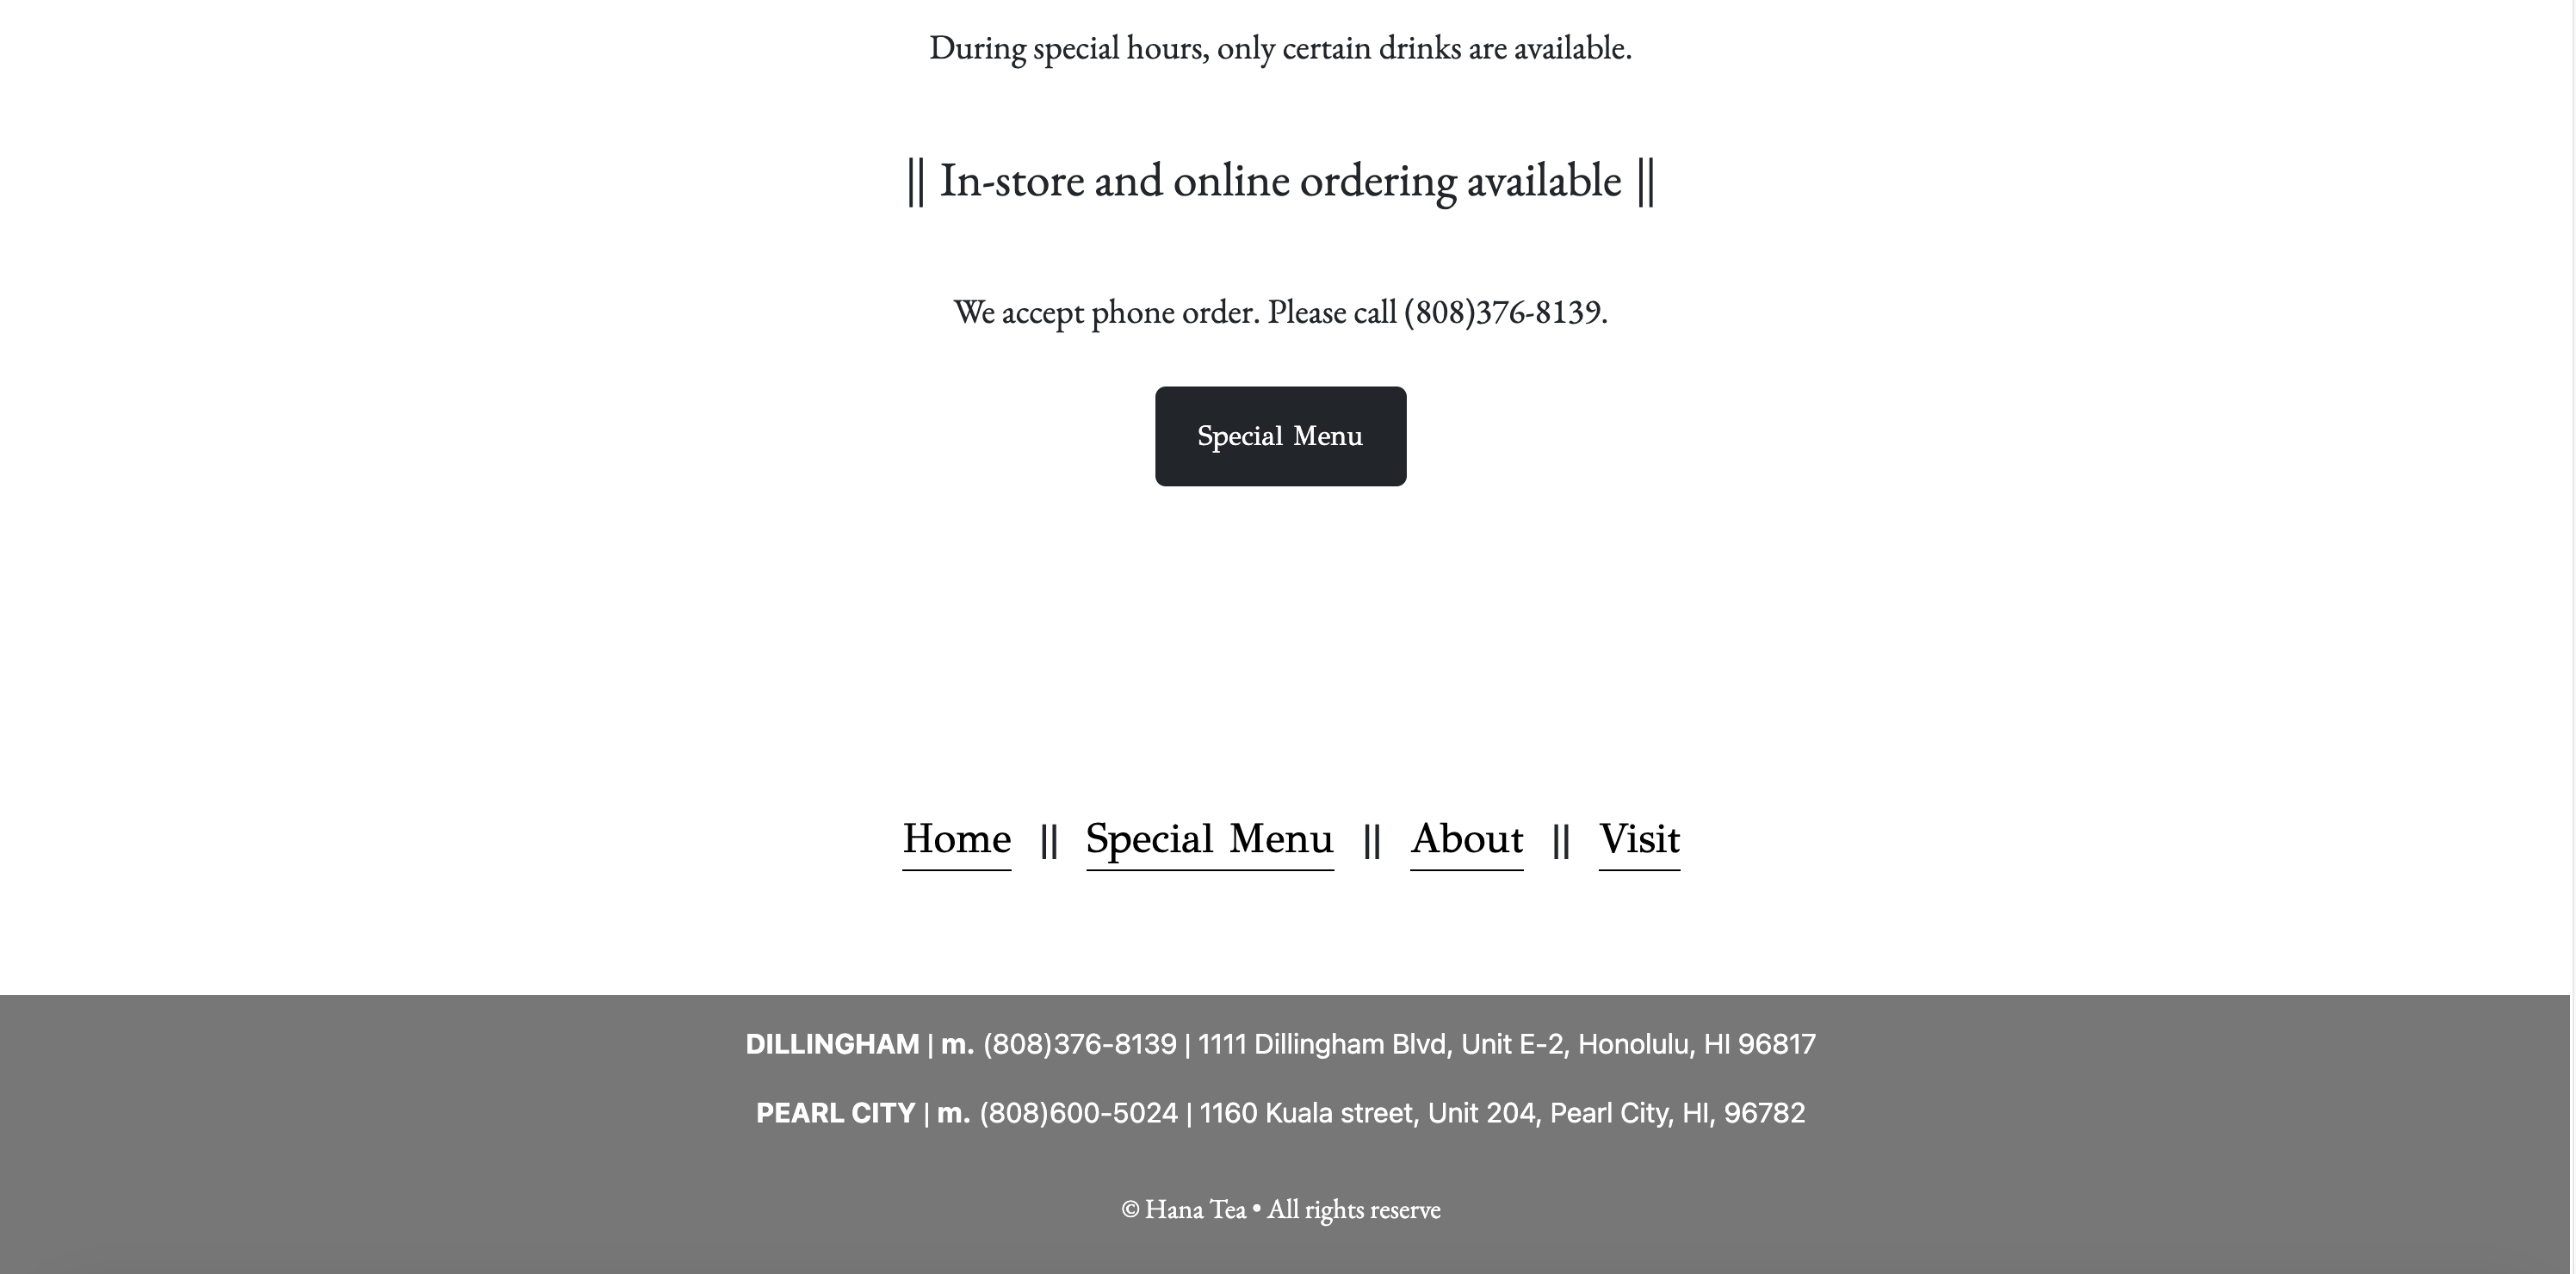 During special hours, only certain drinks are available.
|| In-store and online ordering available ||
We accept phone order. Please call (808)376-8139.
Special Menu
Home || Special Menu || About || Visit
DILLINGHAM | m. (808)376-8139 | 1111 Dillingham Blvd, Unit E-2, Honolulu, HI 96817
PEARL CITY | m. (808)600-5024 | 1160 Kuala street, Unit 204, Pearl City, HI, 96782
© Hana Tea • All rights reserve